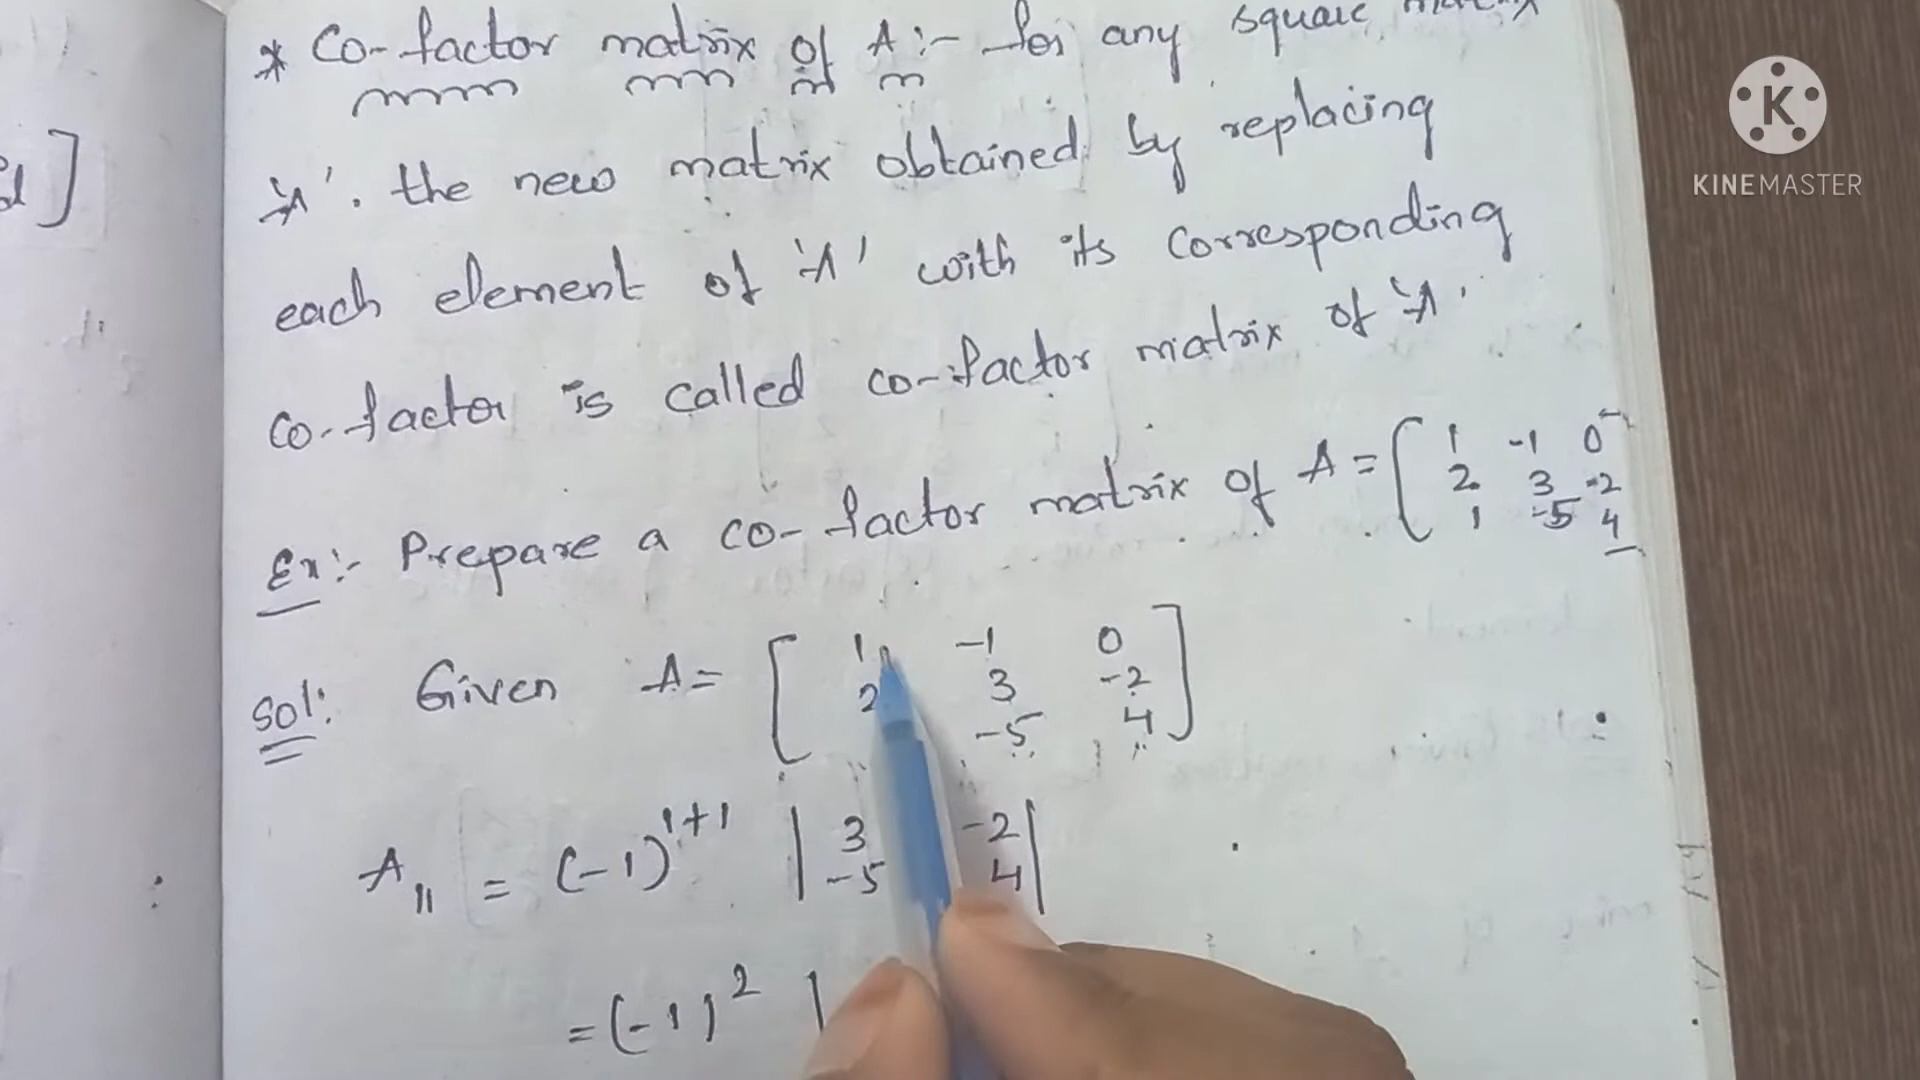 * Co-factor matrix of A :- for any square matrix
'A'. the new matrix obtained by replacing
each element of 'A' with its corresponding
co-factor is called co-factor matrix of 'A'.
Ex:- Prepare a co-factor matrix of A = [ 1 -1 0
2 3 -2
1 -5 4
Sol: Given A = [ 1 -1 0 ]
2 3 -2
-5 4
A11 = (-1)^1+1 | 3 -2 |
-5 4
= (-1)^2 |
K
KINEMASTER